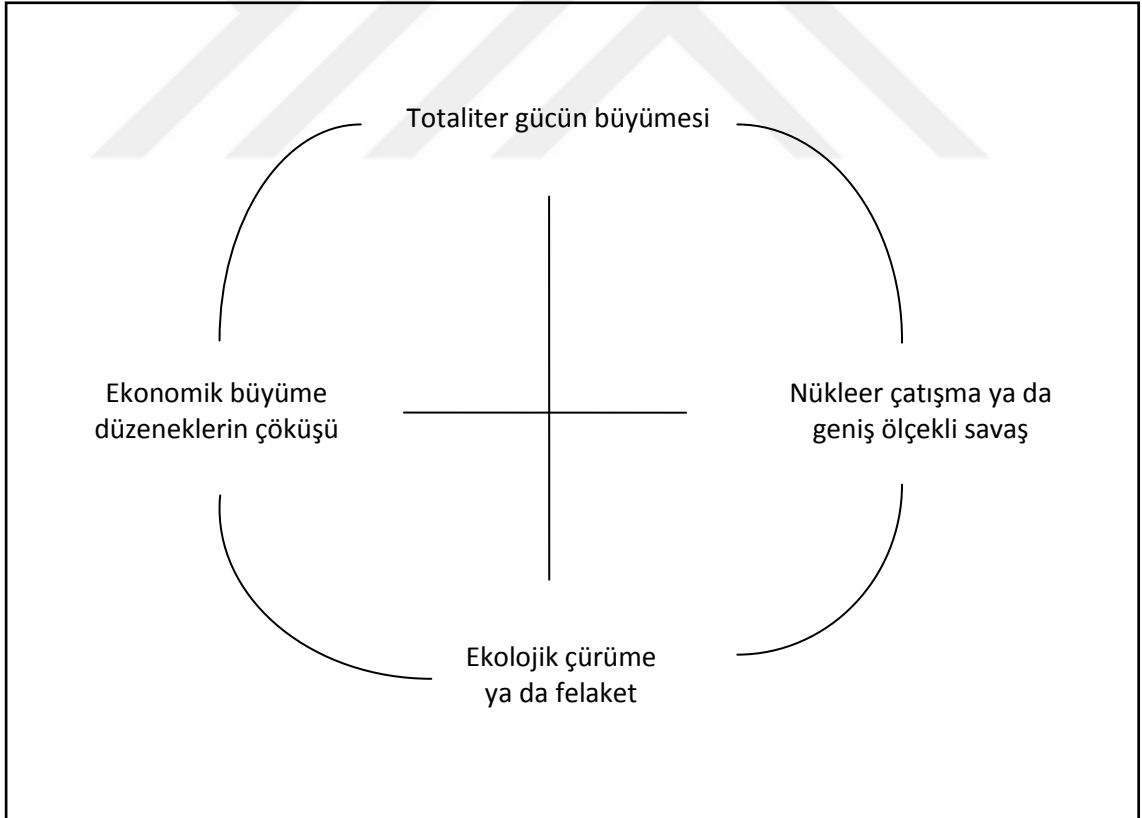 Totaliter gücün büyümesi
Ekonomik büyüme
düzeneklerin çöküşü
Nükleer çatışma ya da
geniş ölçekli savaş
Ekolojik çürüme
ya da felaket